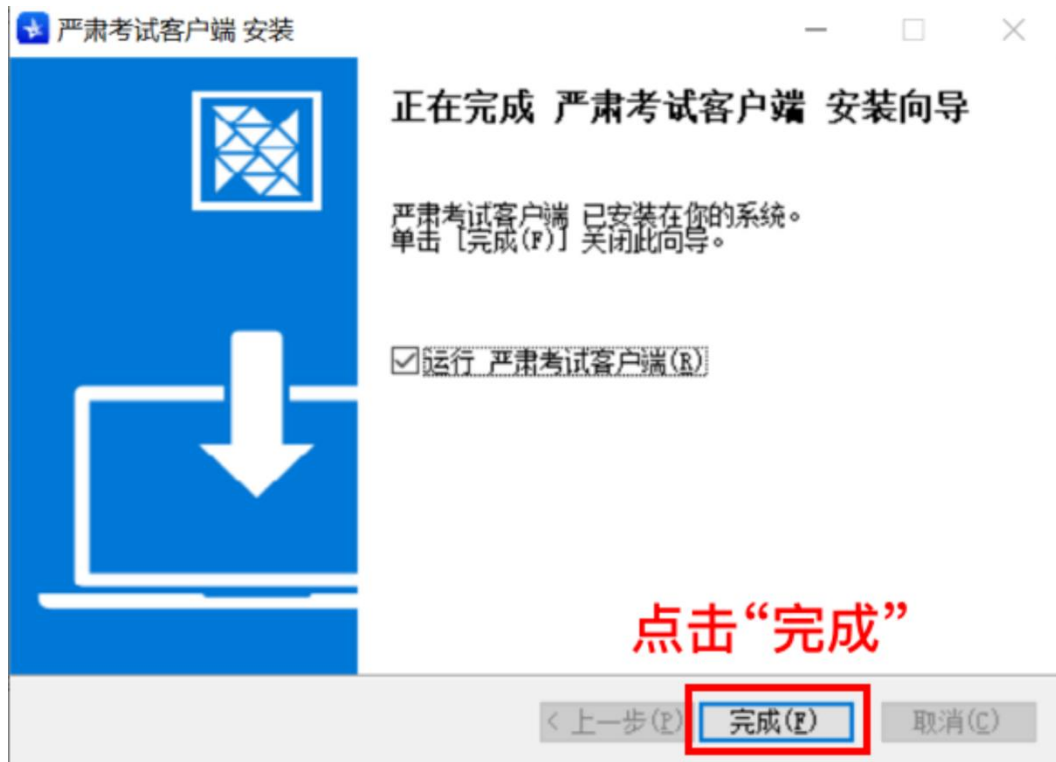 严肃考试客户端 安装
正在完成 严肃考试客户端 安装向导
严肃考试客户端 已安装在你的系统。
单击 [完成(F)] 关闭此向导。
运行 严肃考试客户端(R)
点击“完成”
< 上一步(P) 完成(F) 取消(C)